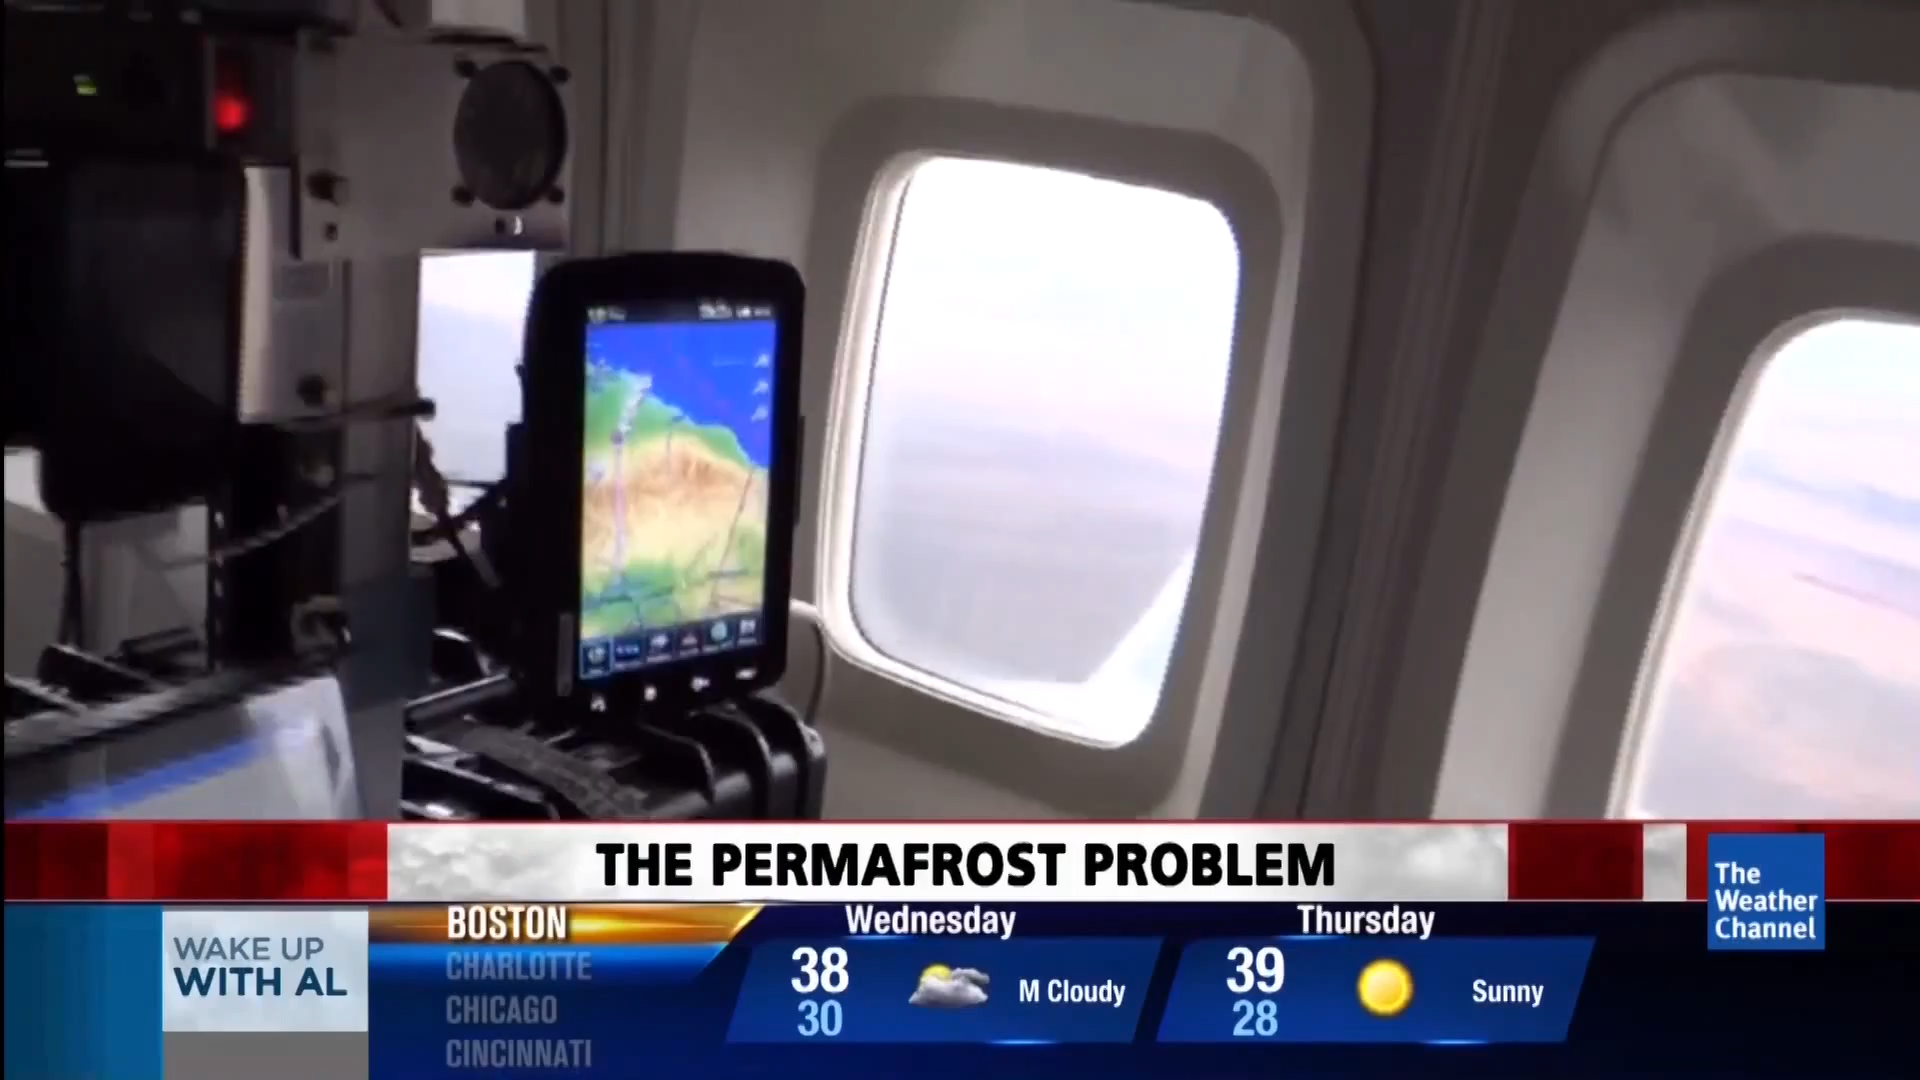 THE PERMAFROST PROBLEM
The
Weather
Channel
WAKE UP
WITH AL
BOSTON
CHARLOTTE
CHICAGO
CINCINNATI
Wednesday
38
30
M Cloudy
Thursday
39
28
Sunny